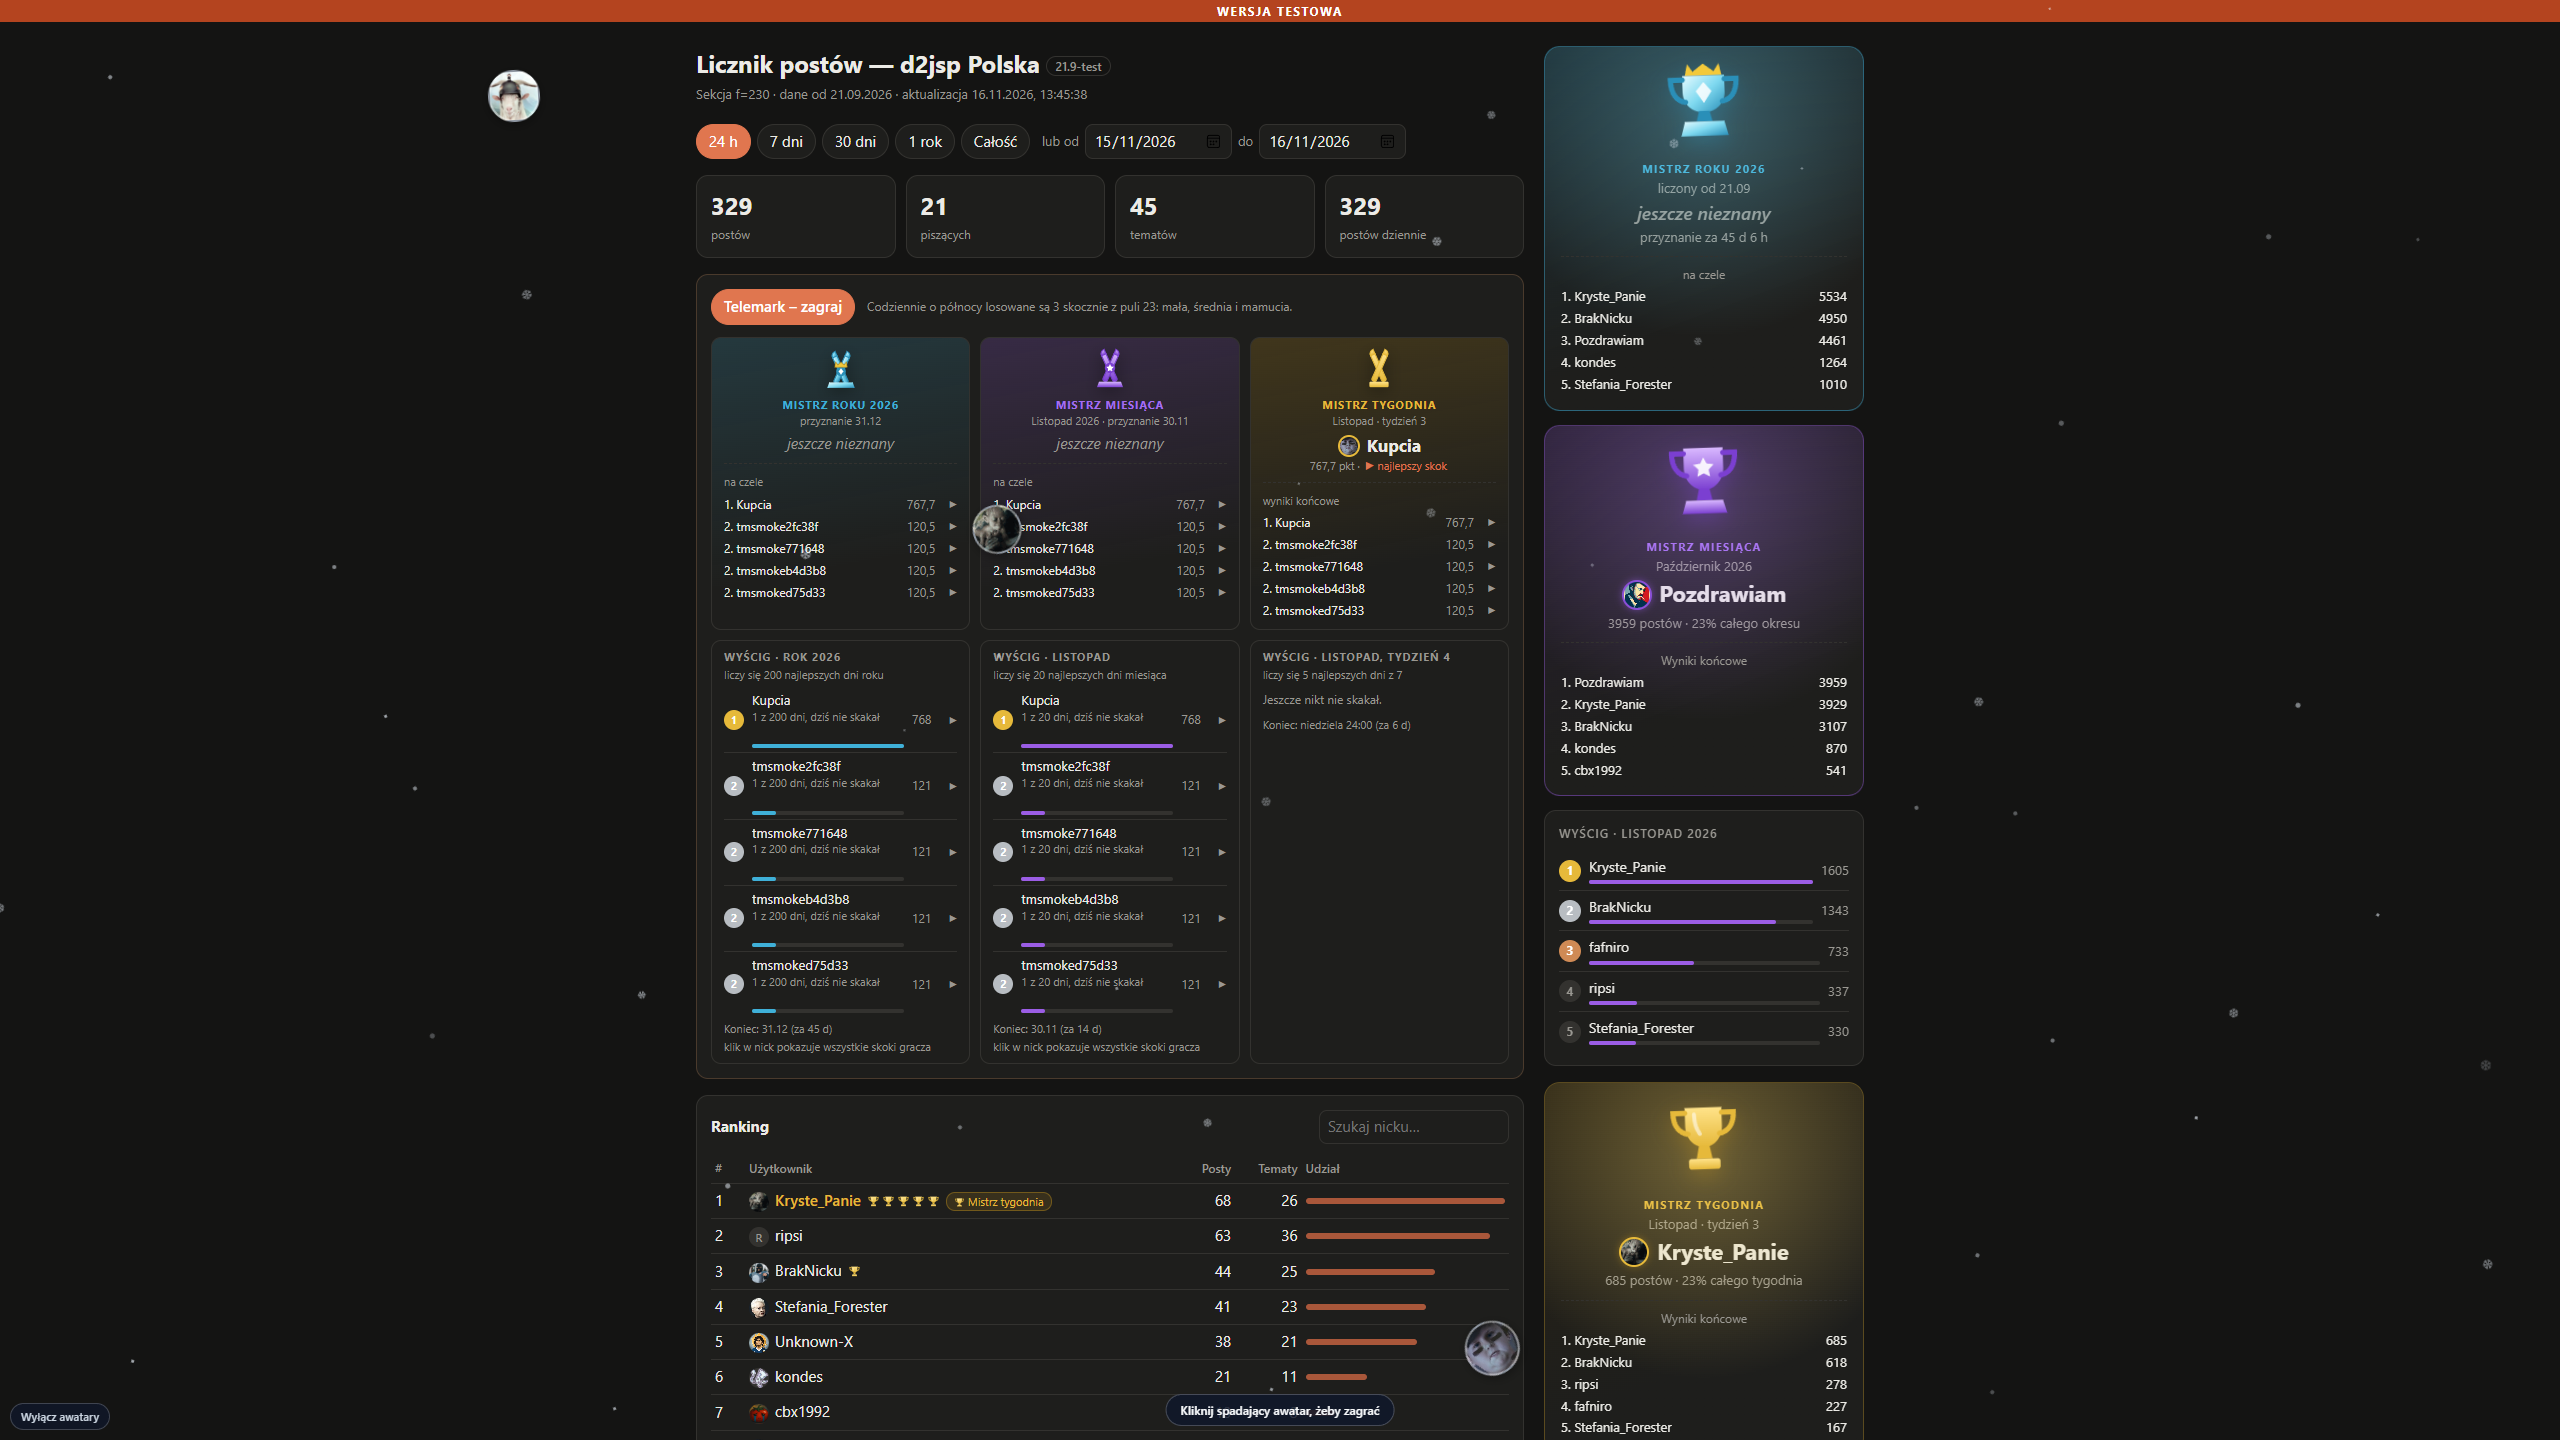 WERSJA TESTOWA
Licznik postów — d2jsp Polska 21.9-test
Sekcja f=230 · dane od 21.09.2026 · aktualizacja 16.11.2026, 13:45:38
24 h 7 dni 30 dni 1 rok Całość lub od 15/11/2026 do 16/11/2026
329 21 45 329
postów piszących tematów postów dziennie
Telemark – zagraj Codziennie o północy losowane są 3 skocznie z puli 23: mała, średnia i mamucia.
MISTRZ ROKU 2026
przyznanie 31.12
jeszcze nieznany
na czele
1. Kupcia 767,7 ▶
2. tmsmoke2fc38f 120,5 ▶
2. tmsmoke771648 120,5 ▶
2. tmsmokeb4d3b8 120,5 ▶
2. tmsmoked75d33 120,5 ▶
MISTRZ MIESIĄCA
Listopad 2026 · przyznanie 30.11
jeszcze nieznany
na czele
1. Kupcia 767,7 ▶
smoke2fc38f 120,5 ▶
tmsmoke771648 120,5 ▶
2. tmsmokeb4d3b8 120,5 ▶
2. tmsmoked75d33 120,5 ▶
MISTRZ TYGODNIA
Listopad · tydzień 3
Kupcia
767,7 pkt · ▶ najlepszy skok
wyniki końcowe
1. Kupcia 767,7 ▶
2. tmsmoke2fc38f 120,5 ▶
2. tmsmoke771648 120,5 ▶
2. tmsmokeb4d3b8 120,5 ▶
2. tmsmoked75d33 120,5 ▶
WYŚCIG · ROK 2026
liczy się 200 najlepszych dni roku
Kupcia
1 1 z 200 dni, dziś nie skakał 768 ▶
tmsmoke2fc38f
2 1 z 200 dni, dziś nie skakał 121 ▶
tmsmoke771648
2 1 z 200 dni, dziś nie skakał 121 ▶
tmsmokeb4d3b8
2 1 z 200 dni, dziś nie skakał 121 ▶
tmsmoked75d33
2 1 z 200 dni, dziś nie skakał 121 ▶
Koniec: 31.12 (za 45 d)
klik w nick pokazuje wszystkie skoki gracza
WYŚCIG · LISTOPAD
liczy się 20 najlepszych dni miesiąca
Kupcia
1 1 z 20 dni, dziś nie skakał 768 ▶
tmsmoke2fc38f
2 1 z 20 dni, dziś nie skakał 121 ▶
tmsmoke771648
2 1 z 20 dni, dziś nie skakał 121 ▶
tmsmokeb4d3b8
2 1 z 20 dni, dziś nie skakał 121 ▶
tmsmoked75d33
2 1 z 20 dni, dziś nie skakał 121 ▶
Koniec: 30.11 (za 14 d)
klik w nick pokazuje wszystkie skoki gracza
WYŚCIG · LISTOPAD, TYDZIEŃ 4
liczy się 5 najlepszych dni z 7
Jeszcze nikt nie skakał.
Koniec: niedziela 24:00 (za 6 d)
Ranking Szukaj nicku...
# Użytkownik Posty Tematy Udział
1 Kryste_Panie Mistrz tygodnia 68 26
2 R ripsi 63 36
3 BrakNicku 44 25
4 Stefania_Forester 41 23
5 Unknown-X 38 21
6 kondes 21 11
7 cbx1992
Kliknij spadający awatar, żeby zagrać
Wyłącz awatary
MISTRZ ROKU 2026
liczony od 21.09
jeszcze nieznany
przyznanie za 45 d 6 h
na czele
1. Kryste_Panie 5534
2. BrakNicku 4950
3. Pozdrawiam 4461
4. kondes 1264
5. Stefania_Forester 1010
MISTRZ MIESIĄCA
Październik 2026
Pozdrawiam
3959 postów · 23% całego okresu
Wyniki końcowe
1. Pozdrawiam 3959
2. Kryste_Panie 3929
3. BrakNicku 3107
4. kondes 870
5. cbx1992 541
WYŚCIG · LISTOPAD 2026
1 Kryste_Panie 1605
2 BrakNicku 1343
3 fafniro 733
4 ripsi 337
5 Stefania_Forester 330
MISTRZ TYGODNIA
Listopad · tydzień 3
Kryste_Panie
685 postów · 23% całego tygodnia
Wyniki końcowe
1. Kryste_Panie 685
2. BrakNicku 618
3. ripsi 278
4. fafniro 227
5. Stefania_Forester 167